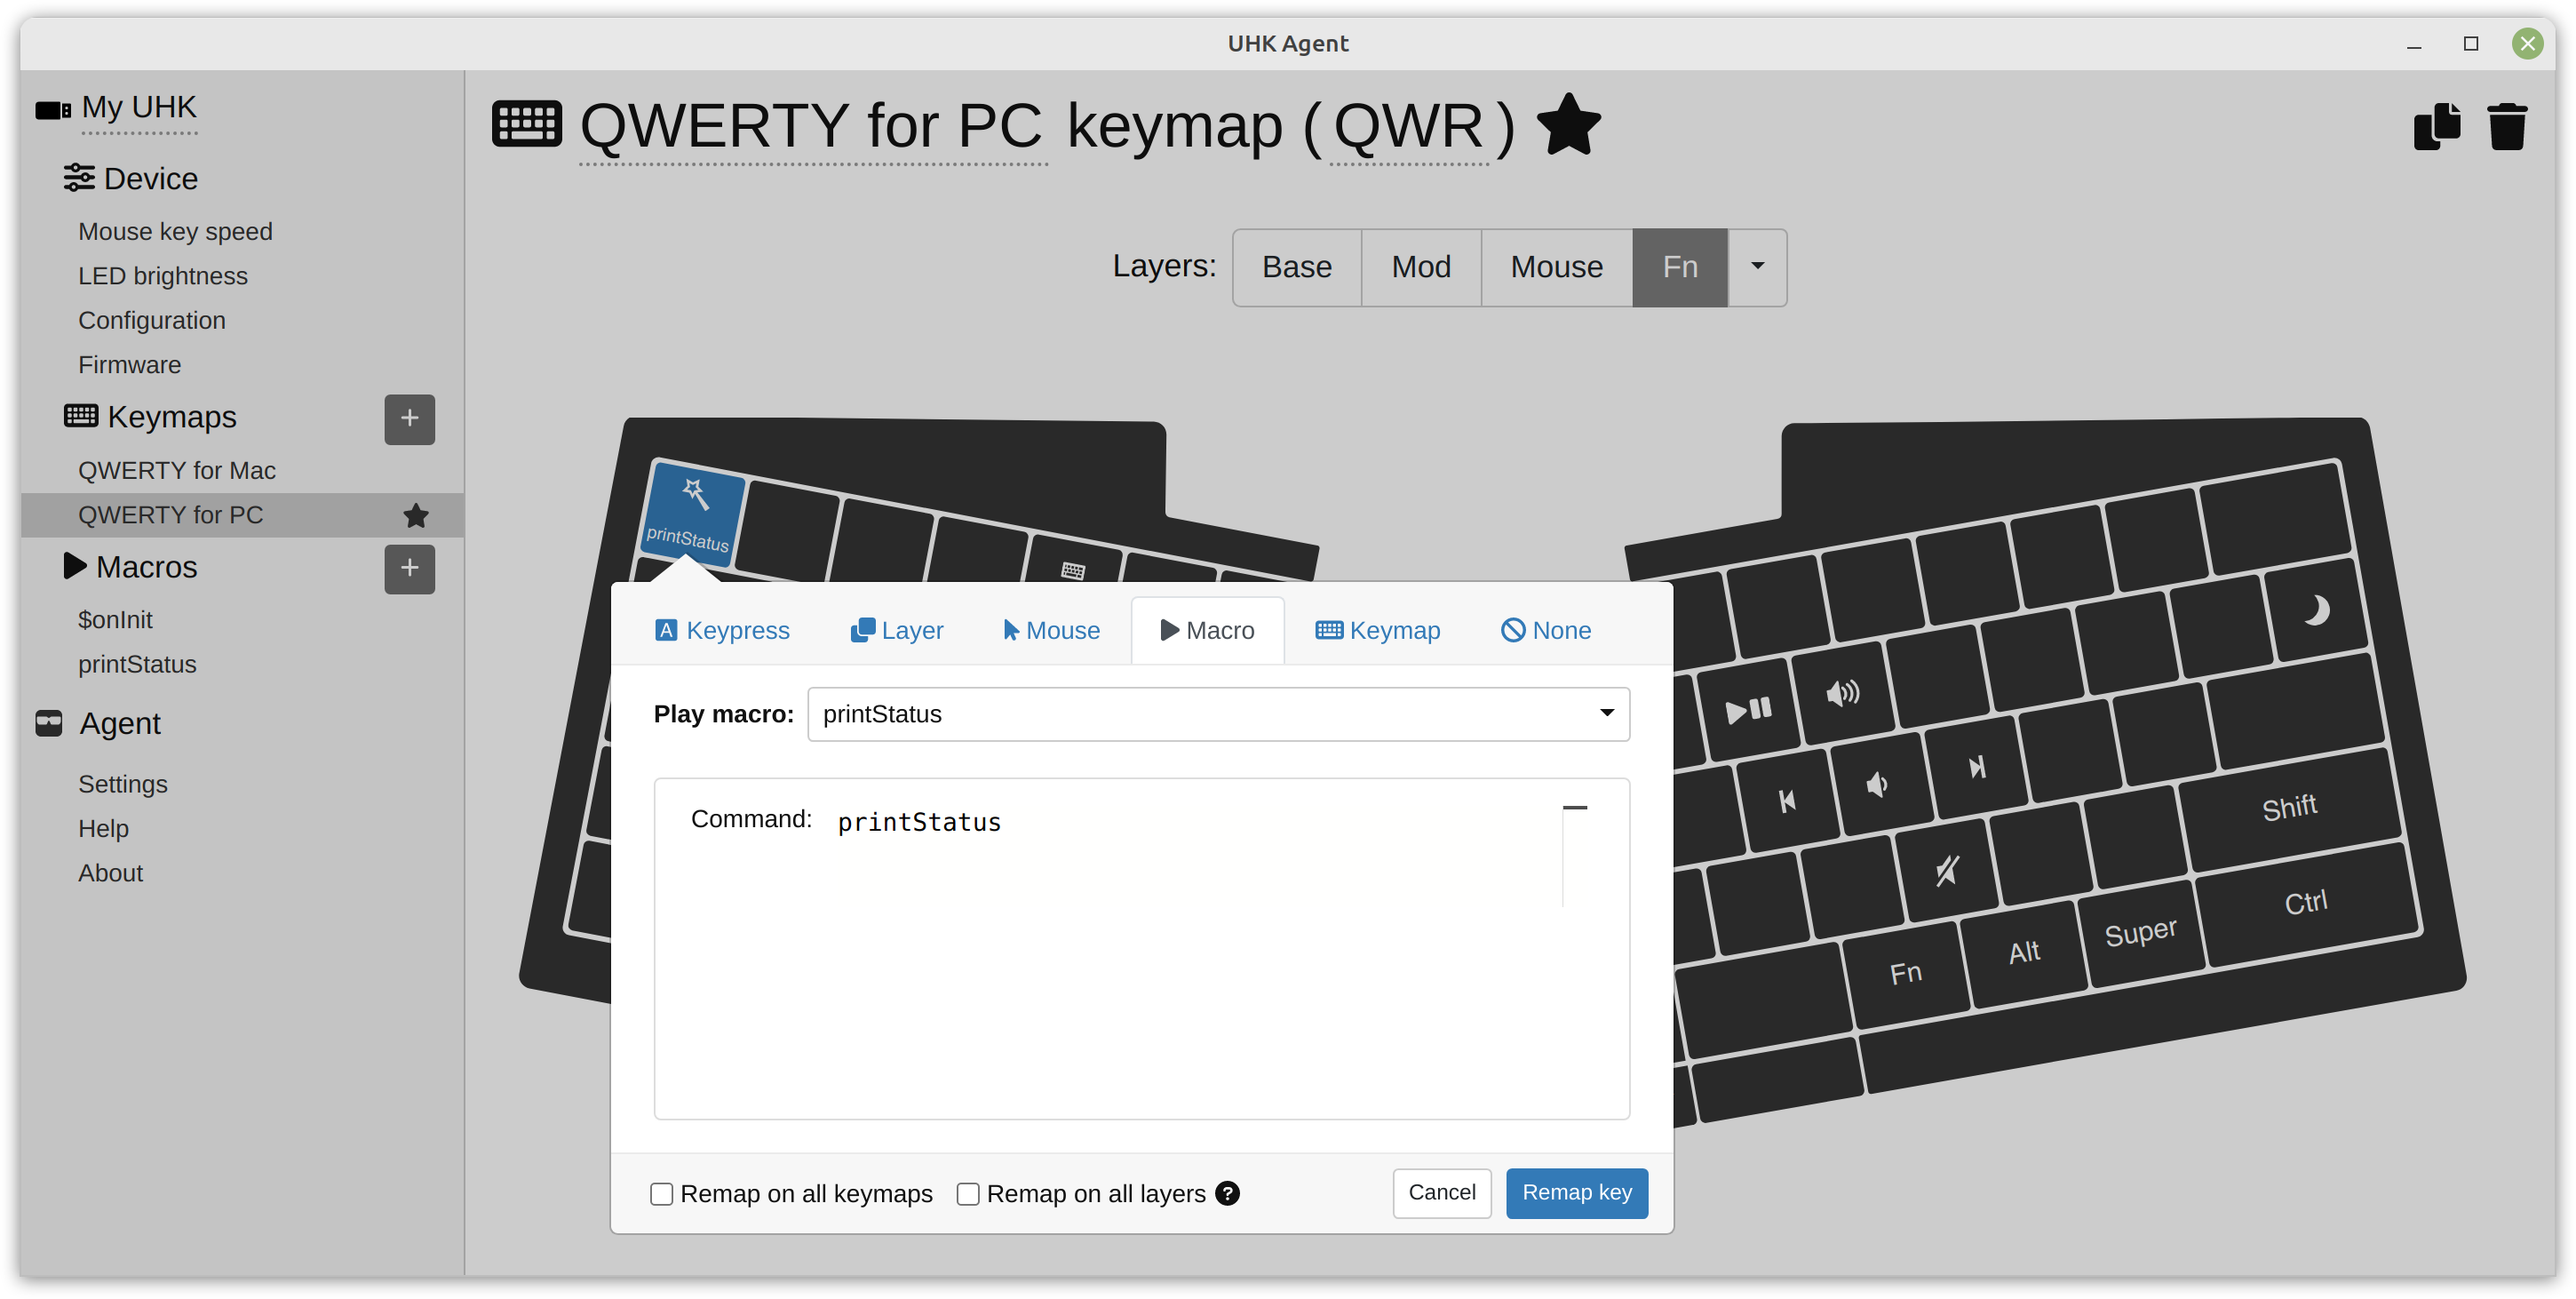 UHK Agent
My UHK
Device
Mouse key speed
LED brightness
Configuration
Firmware
Keymaps
+
QWERTY for Mac
QWERTY for PC
Macros
+
$onInit
printStatus
Agent
Settings
Help
About
QWERTY for PC keymap (QWR)
Layers: Base Mod Mouse Fn
printStatus
A Keypress Layer Mouse Macro Keymap None
Play macro: printStatus
Command: printStatus
Remap on all keymaps Remap on all layers ? Cancel Remap key
Shift
Ctrl
Super
Alt
Fn